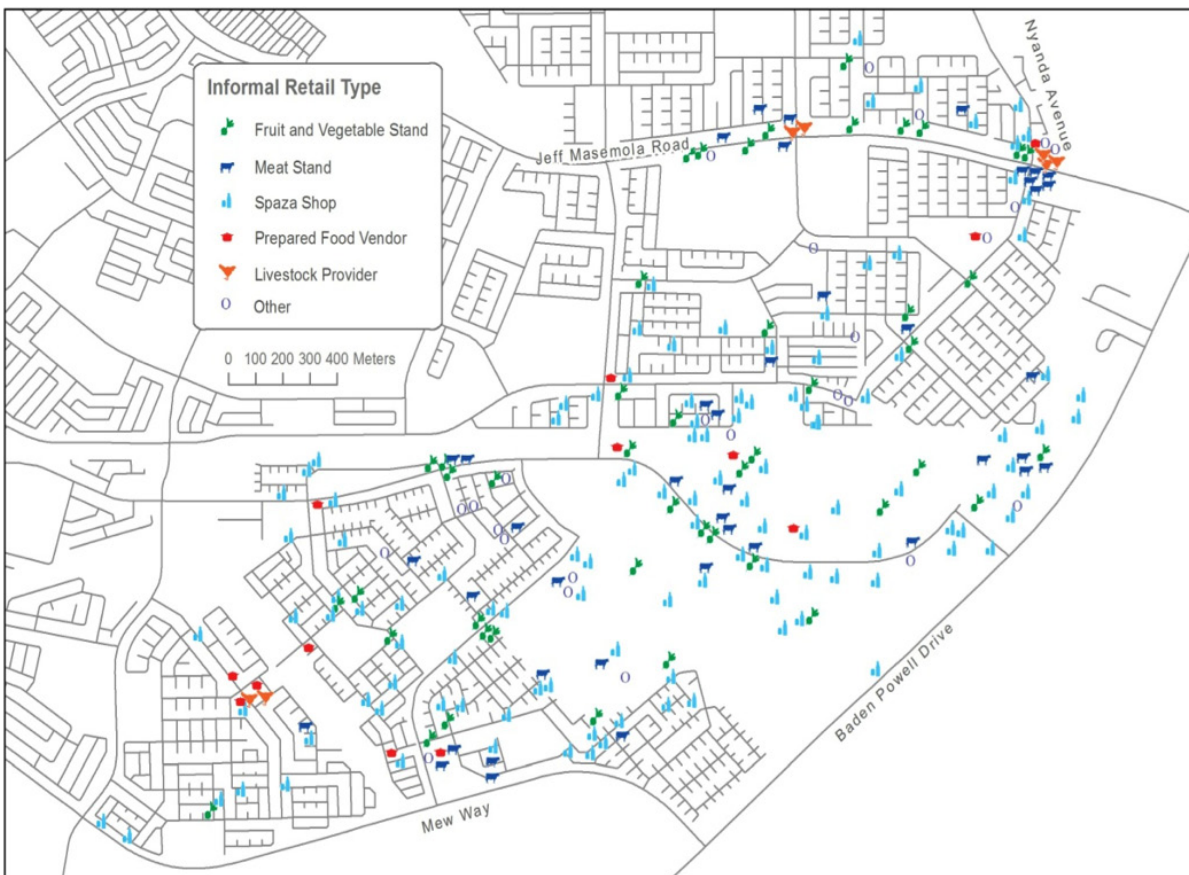 Nyanda Avenue
Informal Retail Type
Fruit and Vegetable Stand
Meat Stand
Spaza Shop
Prepared Food Vendor
Livestock Provider
Other
Jeff Masemola Road
0 100 200 300 400 Meters
Baden Powell Drive
Mew Way